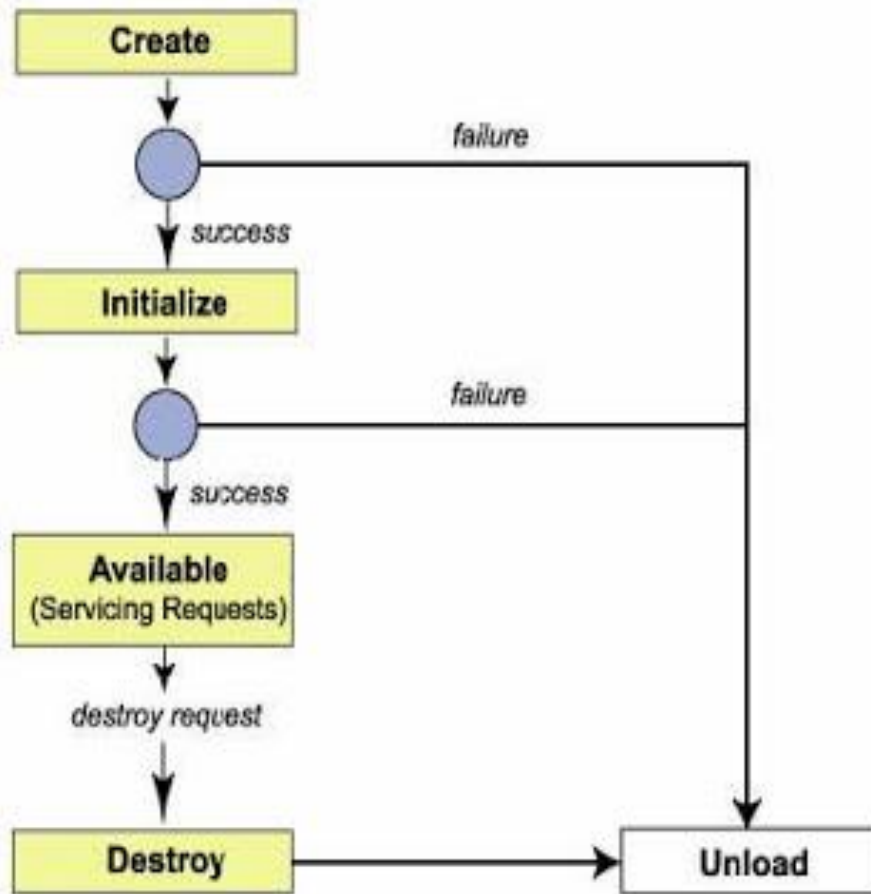 Create
failure
success
Initialize
failure
success
Available
(Servicing Requests)
destroy request
Destroy
Unload